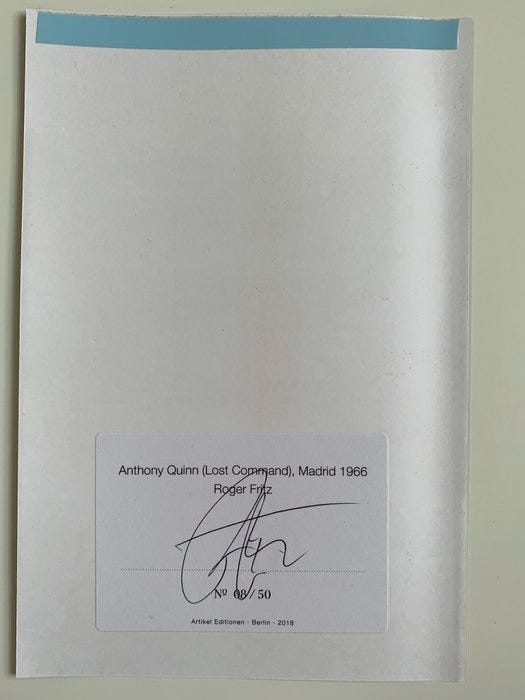 Anthony Quinn (Lost Command), Madrid 1966
Roger Fritz
Nº 08/50
Artikel Editionen · Berlin · 2018